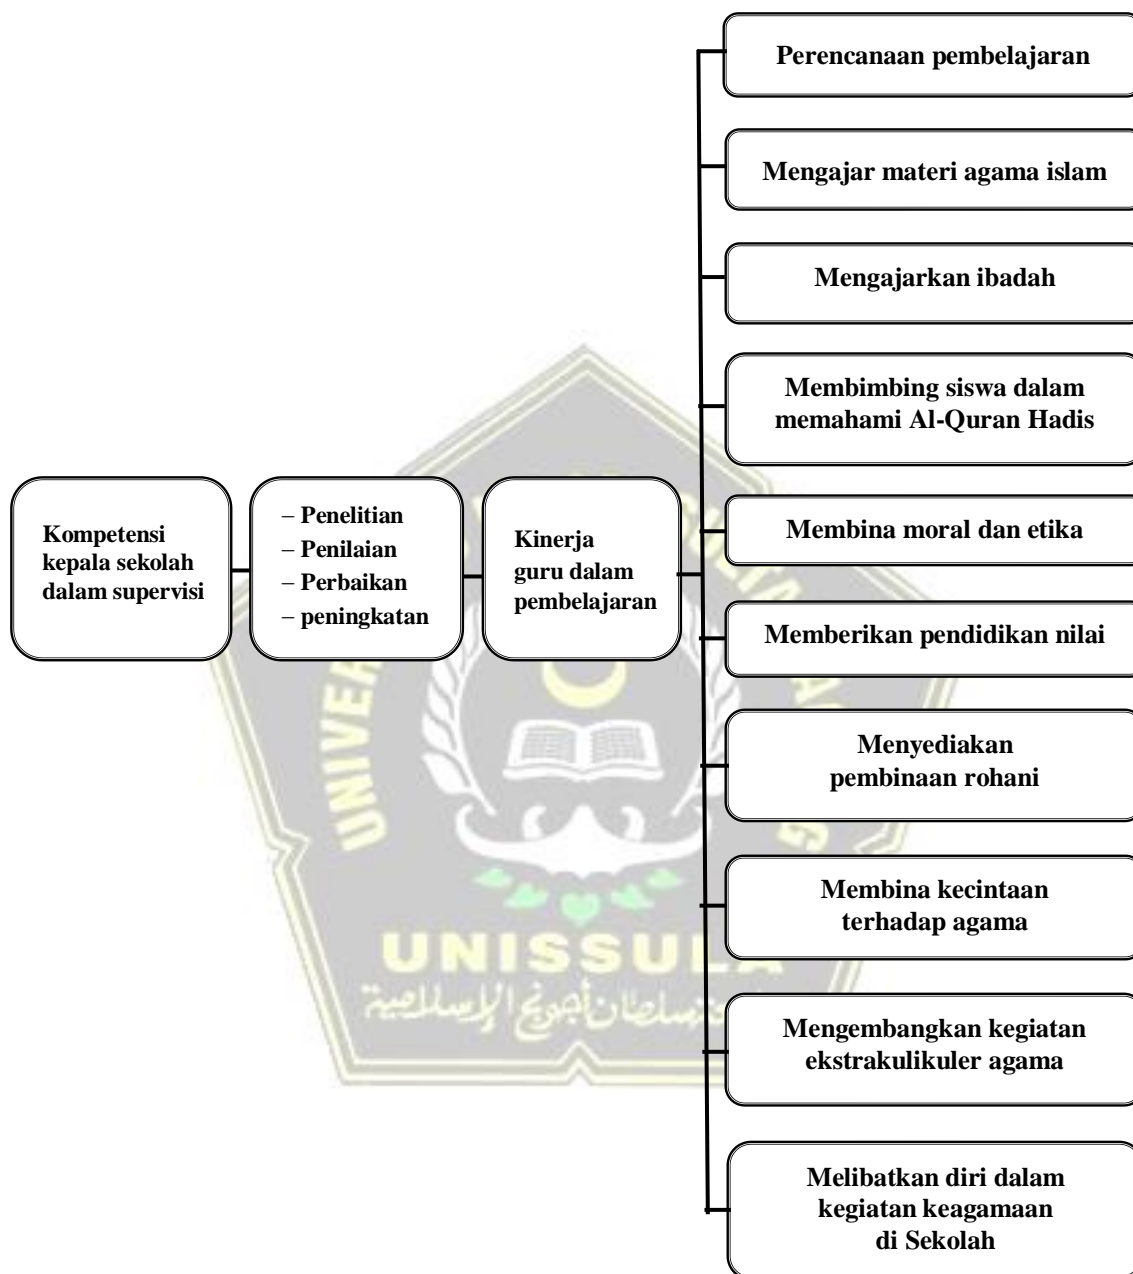 Perencanaan pembelajaran
Mengajar materi agama islam
Mengajarkan ibadah
Membimbing siswa dalam
memahami Al-Quran Hadis
Kompetensi
kepala sekolah
dalam supervisi
– Penelitian
– Penilaian
– Perbaikan
– peningkatan
Kinerja
guru dalam
pembelajaran
Membina moral dan etika
Memberikan pendidikan nilai
Menyediakan
pembinaan rohani
Membina kecintaan
terhadap agama
Mengembangkan kegiatan
ekstrakulikuler agama
Melibatkan diri dalam
kegiatan keagamaan
di Sekolah
UNISSULA